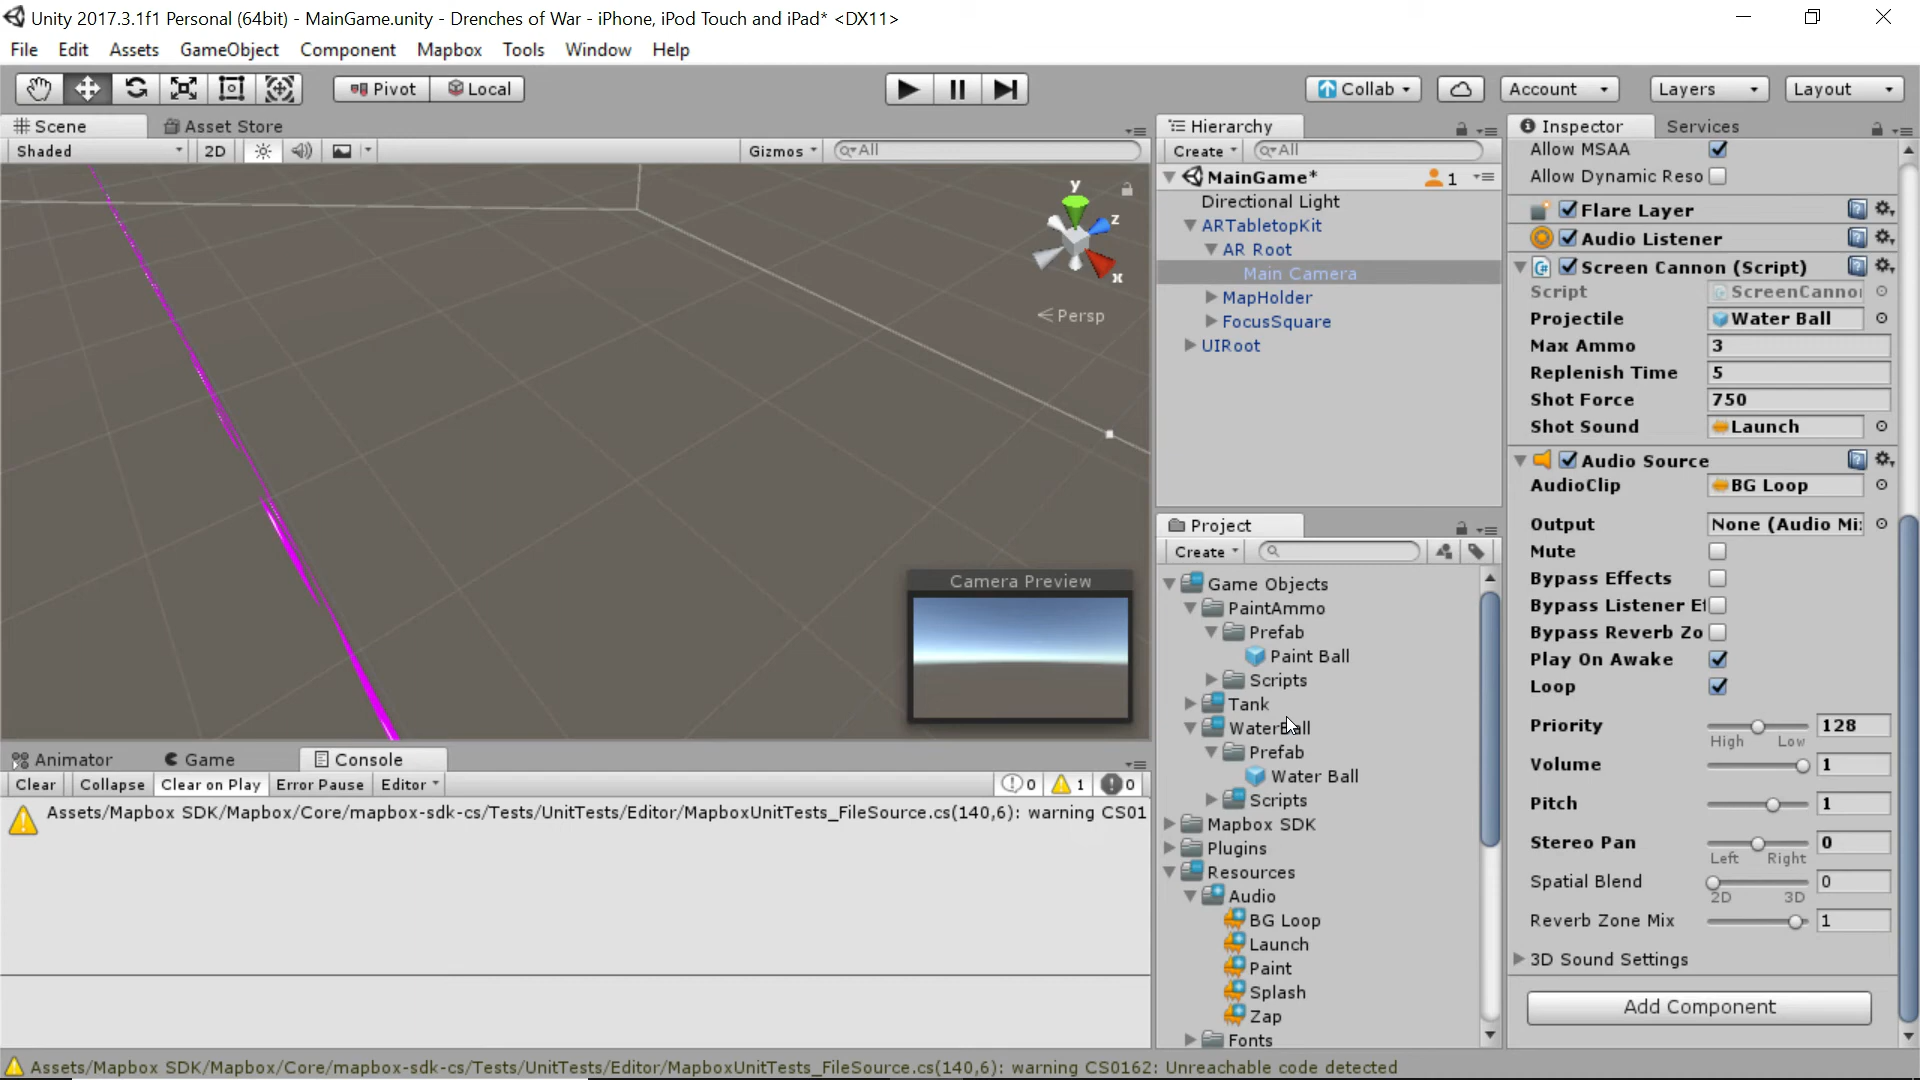 Unity 2017.3.1f1 Personal (64bit) - MainGame.unity - Drenches of War - iPhone, iPod Touch and iPad* <DX11>
File Edit Assets GameObject Component Mapbox Tools Window Help
Pivot Local Collab Account Layers Layout
Scene Asset Store
Shaded 2D Gizmos All
y
z
x
Persp
Camera Preview
Hierarchy
Create All
MainGame* 1
Directional Light
ARTabletopKit
AR Root
Main Camera
MapHolder
FocusSquare
UIRoot
Project
Create
Game Objects
PaintAmmo
Prefab
Paint Ball
Scripts
Tank
WaterBall
Prefab
Water Ball
Scripts
Mapbox SDK
Plugins
Resources
Audio
BG Loop
Launch
Paint
Splash
Zap
Fonts
Inspector Services
Allow MSAA
Allow Dynamic Reso
Flare Layer
Audio Listener
Screen Cannon (Script)
Script ScreenCannon
Projectile Water Ball
Max Ammo 3
Replenish Time 5
Shot Force 750
Shot Sound Launch
Audio Source
AudioClip BG Loop
Output None (Audio Mi
Mute
Bypass Effects
Bypass Listener Ef
Bypass Reverb Zo
Play On Awake
Loop
Priority 128
High Low
Volume 1
Pitch 1
Stereo Pan 0
Left Right
Spatial Blend 0
2D 3D
Reverb Zone Mix 1
3D Sound Settings
Add Component
Animator Game Console
Clear Collapse Clear on Play Error Pause Editor 0 1 0
Assets/Mapbox SDK/Mapbox/Core/mapbox-sdk-cs/Tests/UnitTests/Editor/MapboxUnitTests_FileSource.cs(140,6): warning CS01
Assets/Mapbox SDK/Mapbox/Core/mapbox-sdk-cs/Tests/UnitTests/Editor/MapboxUnitTests_FileSource.cs(140,6): warning CS0162: Unreachable code detected